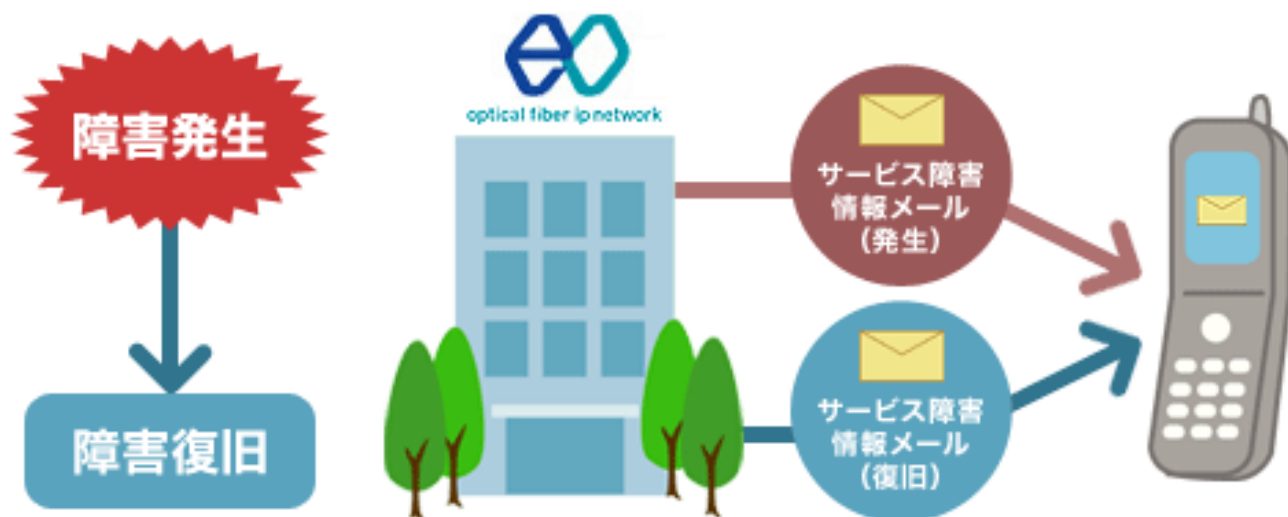 障害発生
障害復旧
eo
optical fiber ip network
サービス障害
情報メール
（発生）
サービス障害
情報メール
（復旧）